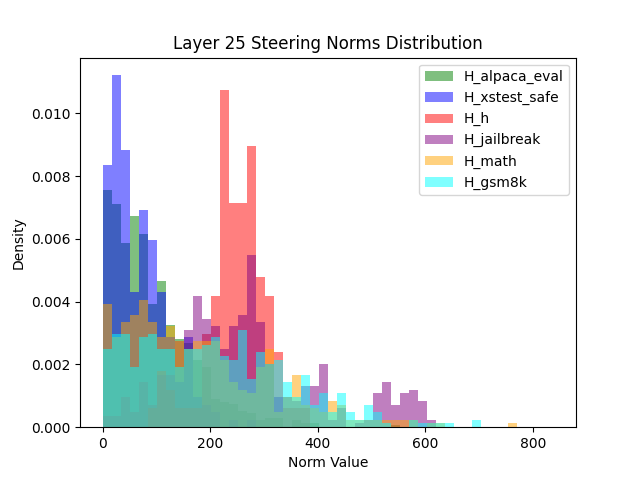 Layer 25 Steering Norms Distribution
H_alpaca_eval
H_xstest_safe
H_h
H_jailbreak
H_math
H_gsm8k
0.010
0.008
0.006
0.004
0.002
0.000
Density
0
200
400
600
800
Norm Value